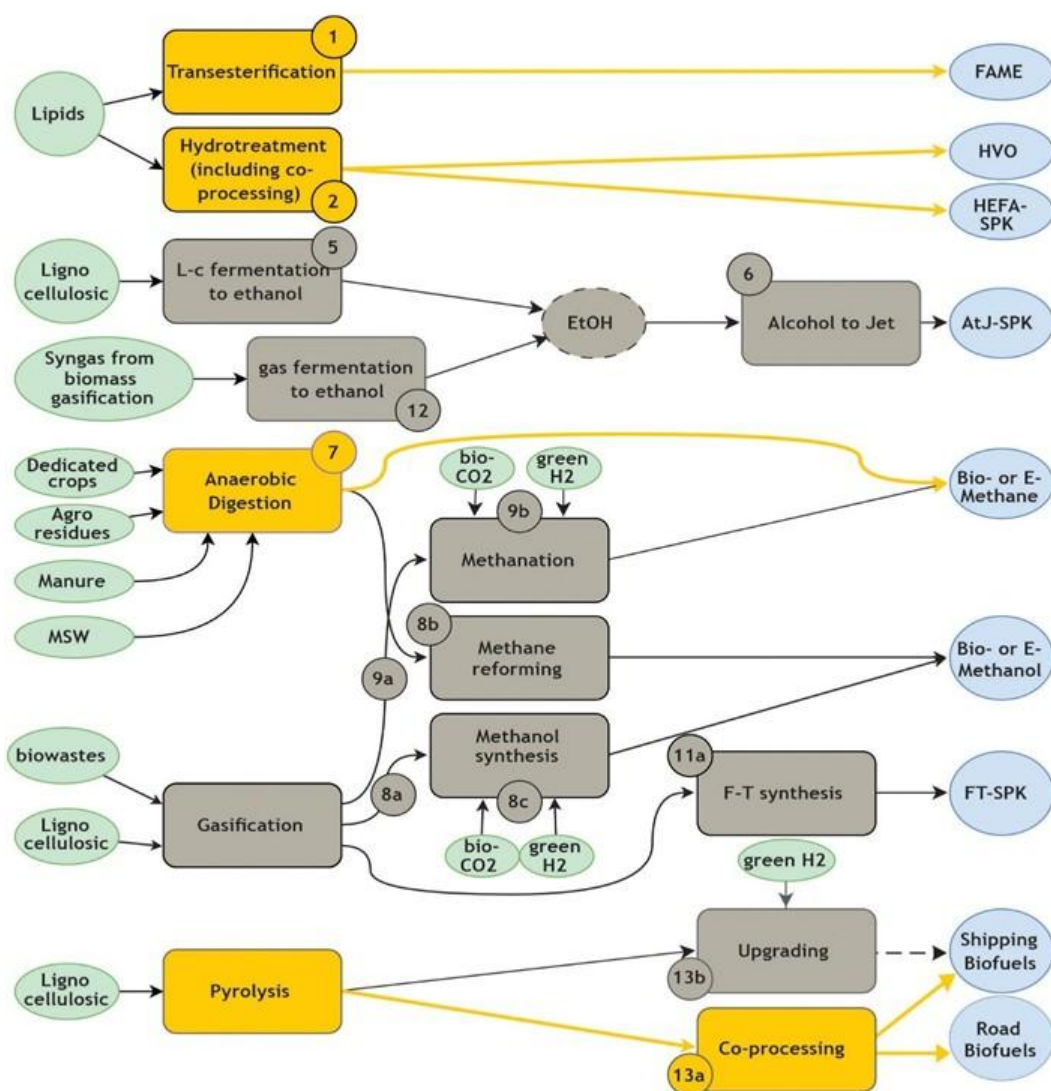 1
Transesterification
FAME
Lipids
Hydrotreatment
(including co-
processing)
2
HVO
HEFA-
SPK
Ligno
cellulosic
5
L-c fermentation
to ethanol
EtOH
6
Alcohol to Jet
AtJ-SPK
Syngas from
biomass
gasification
gas fermentation
to ethanol
12
Dedicated
crops
Agro
residues
Manure
MSW
7
Anaerobic
Digestion
bio-
CO2
green
H2
9b
Methanation
Bio- or E-
Methane
8b
Methane
reforming
Bio- or E-
Methanol
9a
Methanol
synthesis
8a
8c
bio-
CO2
green
H2
biowastes
Ligno
cellulosic
Gasification
11a
F-T synthesis
FT-SPK
green H2
Upgrading
13b
Shipping
Biofuels
Ligno
cellulosic
Pyrolysis
Co-processing
13a
Road
Biofuels